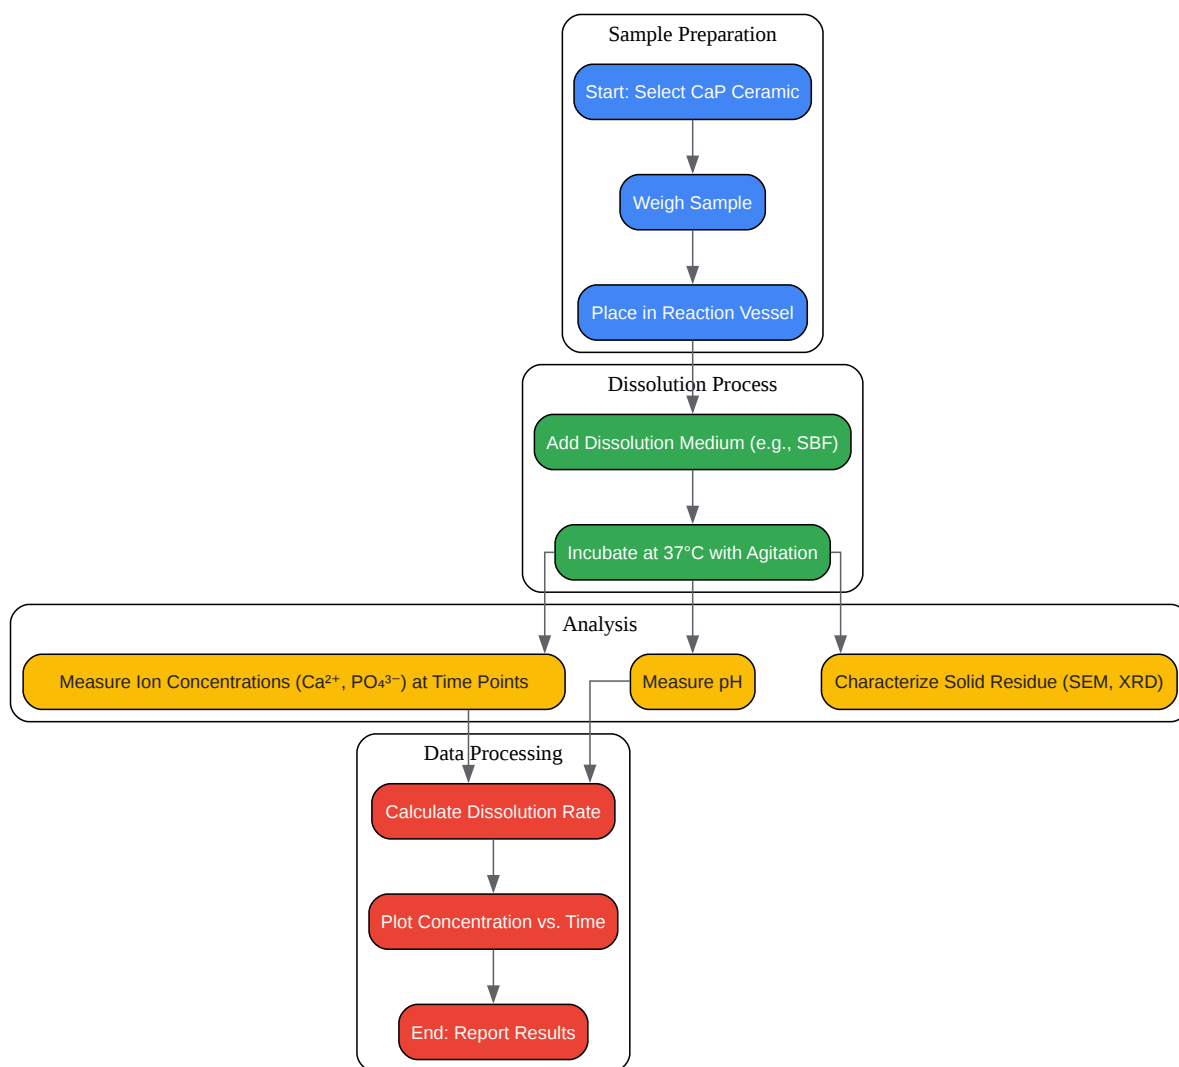 Sample Preparation
Start: Select CaP Ceramic
Weigh Sample
Place in Reaction Vessel
Dissolution Process
Add Dissolution Medium (e.g., SBF)
Incubate at 37°C with Agitation
Analysis
Measure Ion Concentrations (Ca²⁺, PO₄³⁻) at Time Points
Measure pH
Characterize Solid Residue (SEM, XRD)
Data Processing
Calculate Dissolution Rate
Plot Concentration vs. Time
End: Report Results